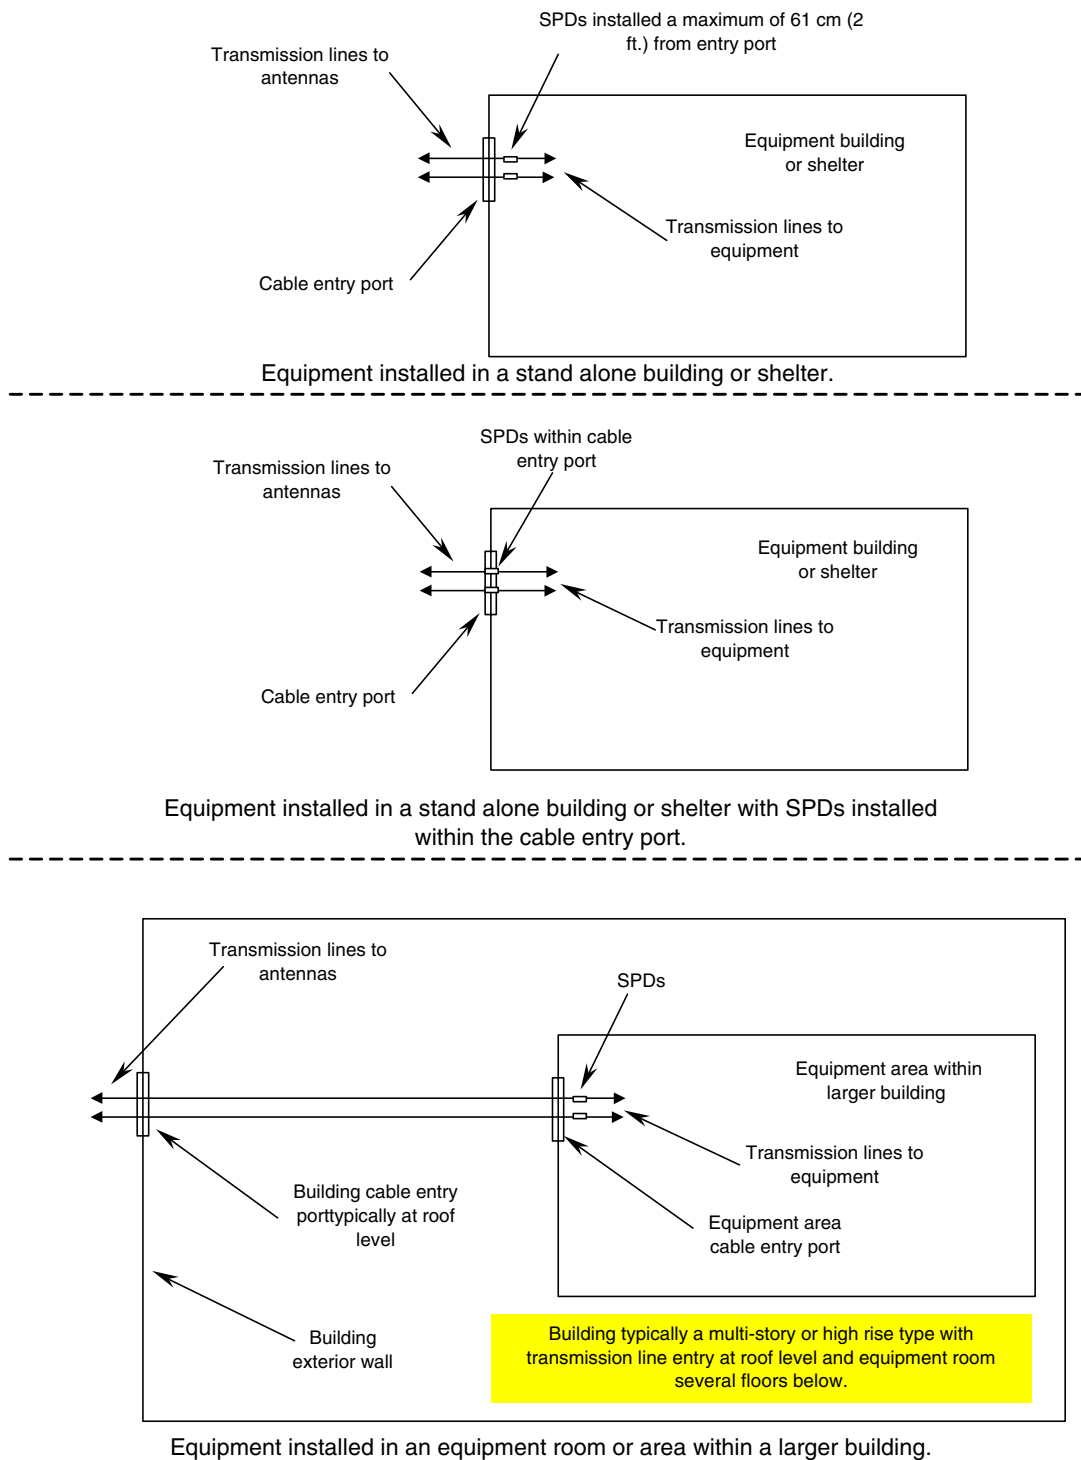 SPDs installed a maximum of 61 cm (2
ft.) from entry port
Transmission lines to
antennas
Equipment building
or shelter
Transmission lines to
equipment
Cable entry port
Equipment installed in a stand alone building or shelter.
SPDs within cable
entry port
Transmission lines to
antennas
Equipment building
or shelter
Transmission lines to
equipment
Cable entry port
Equipment installed in a stand alone building or shelter with SPDs installed
within the cable entry port.
Transmission lines to
antennas
SPDs
Equipment area within
larger building
Transmission lines to
equipment
Building cable entry
porttypically at roof
level
Equipment area
cable entry port
Building
exterior wall
Building typically a multi-story or high rise type with
transmission line entry at roof level and equipment room
several floors below.
Equipment installed in an equipment room or area within a larger building.